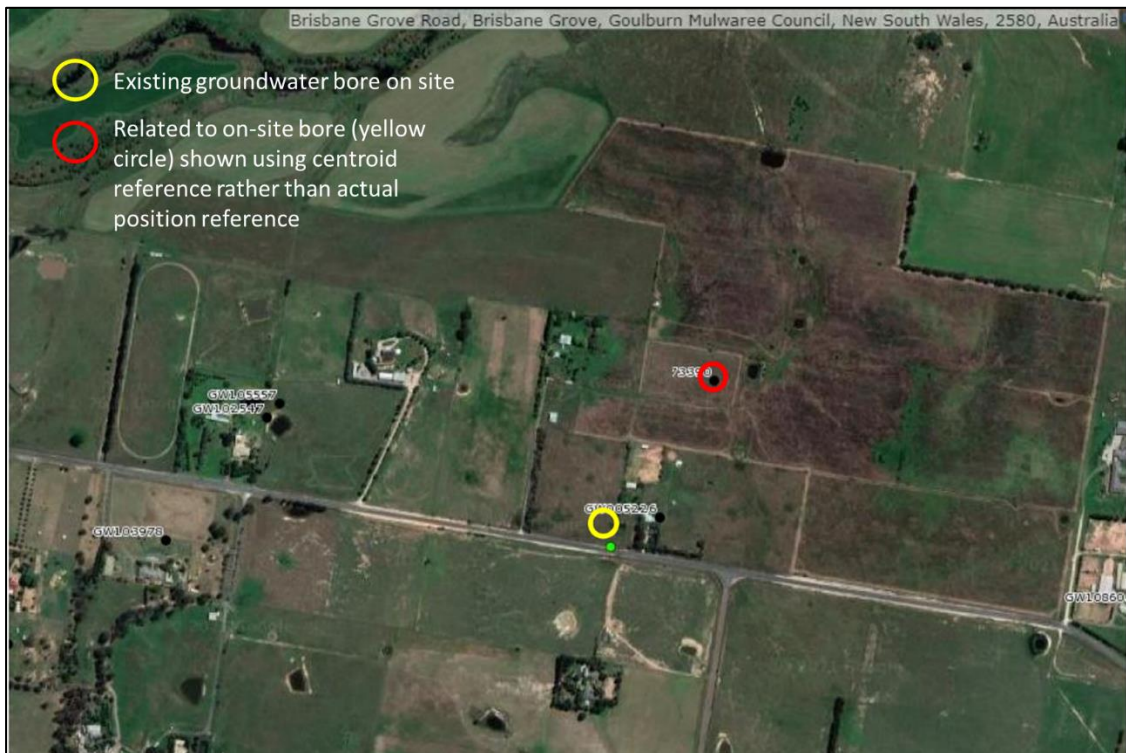 Brisbane Grove Road, Brisbane Grove, Goulburn Mulwaree Council, New South Wales, 2580, Australia
Existing groundwater bore on site
Related to on-site bore (yellow
circle) shown using centroid
reference rather than actual
position reference
GW105557
GW102547
GW103978